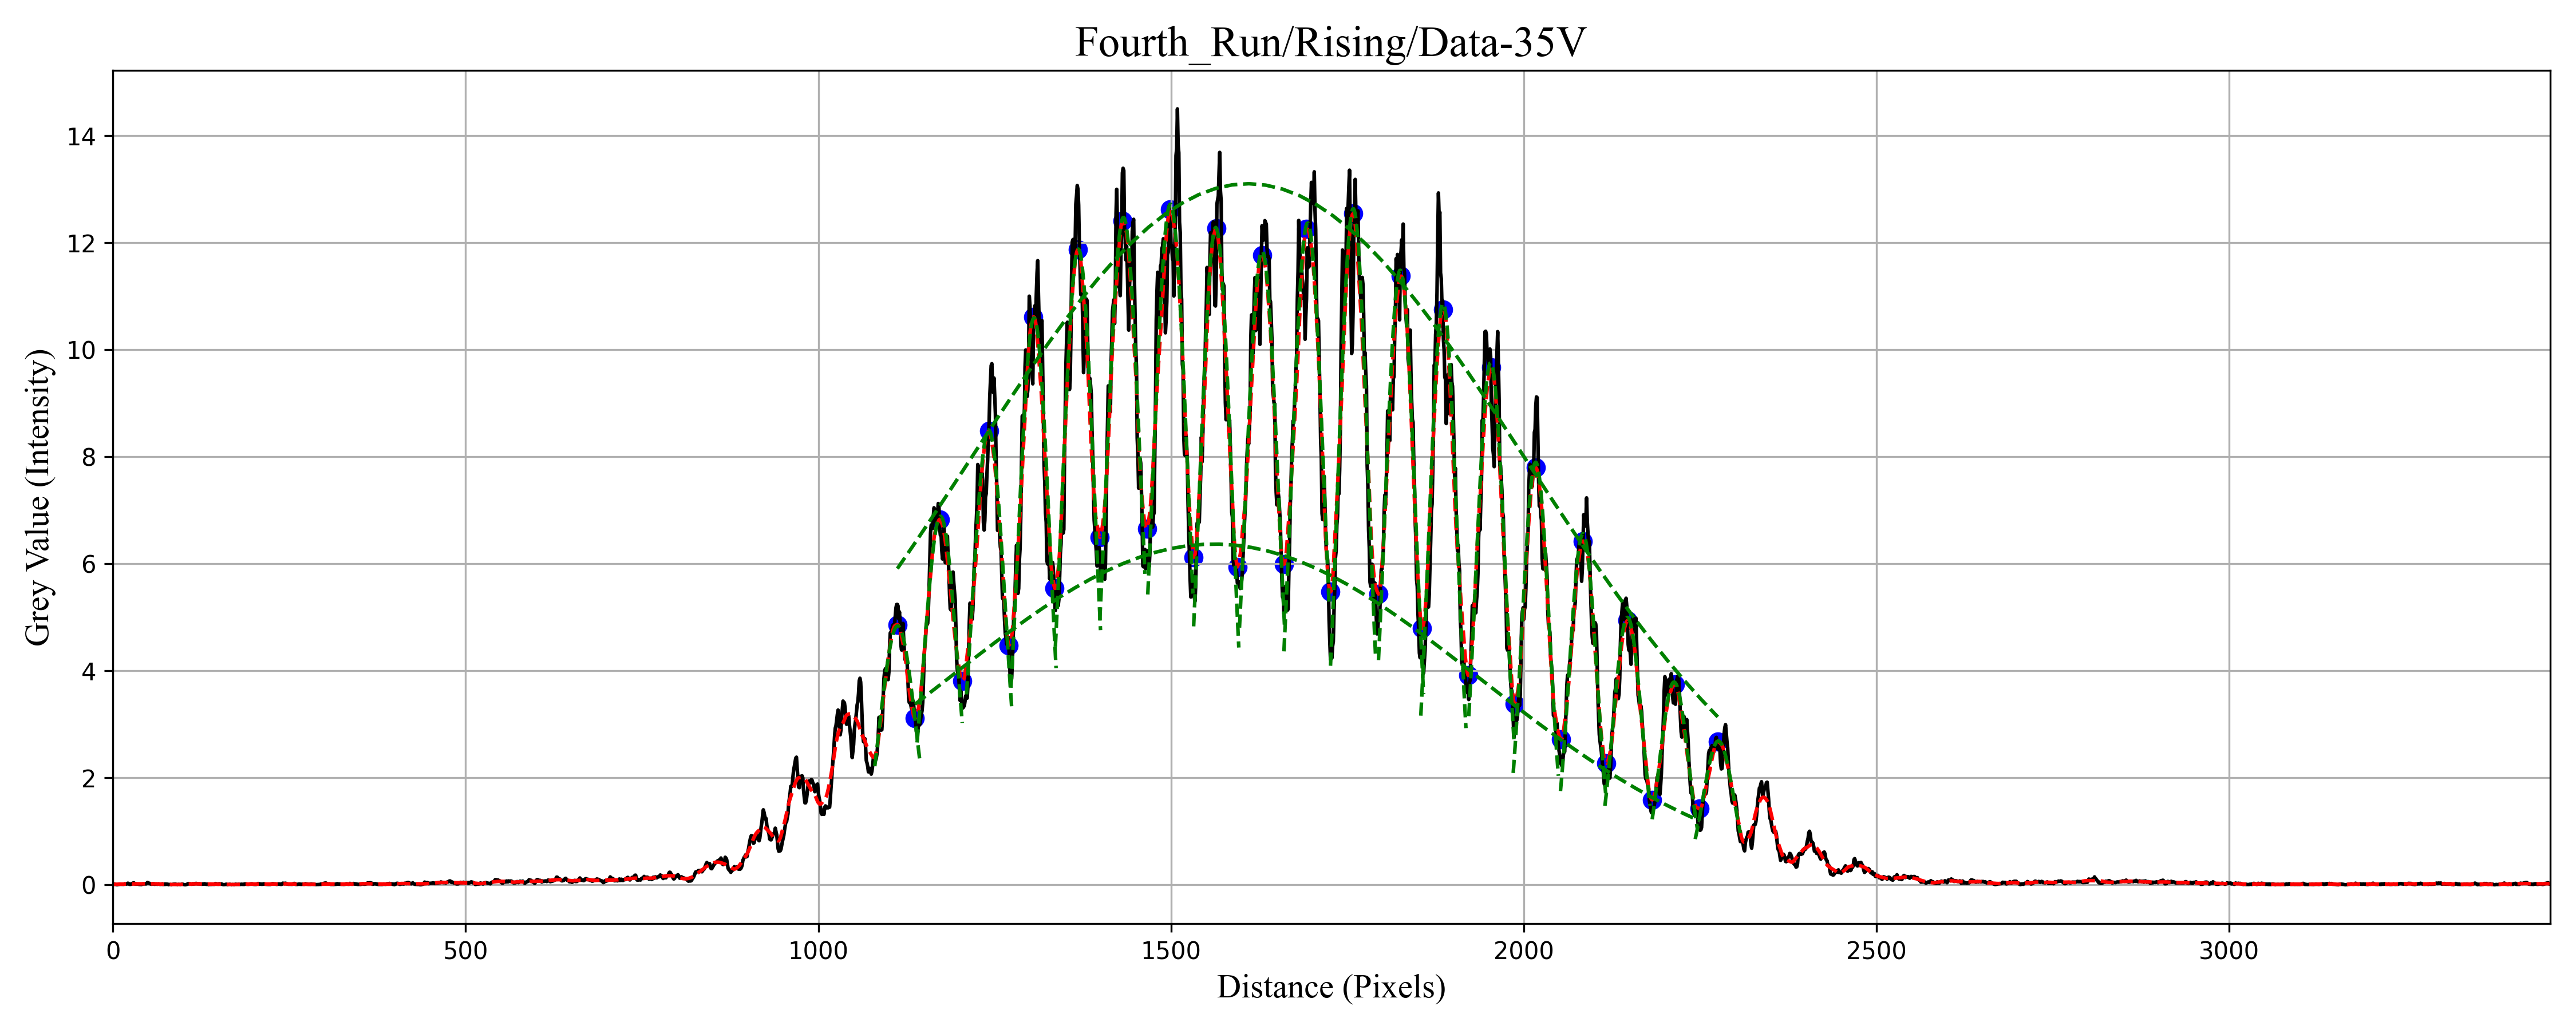 Fourth_Run/Rising/Data-35V
Grey Value (Intensity)
14
12
10
8
6
4
2
0
0 500 1000 1500 2000 2500 3000
Distance (Pixels)